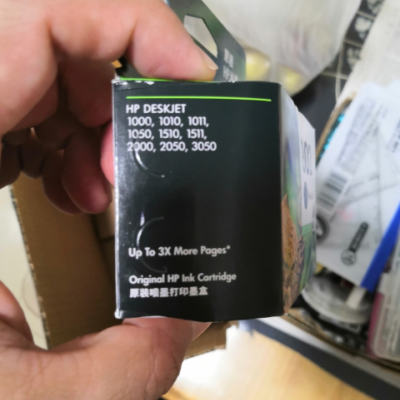 HP DESKJET
1000, 1010, 1011,
1050, 1510, 1511,
2000, 2050, 3050
Up To 3X More Pages*
Original HP Ink Cartridge
原装喷墨打印墨盒